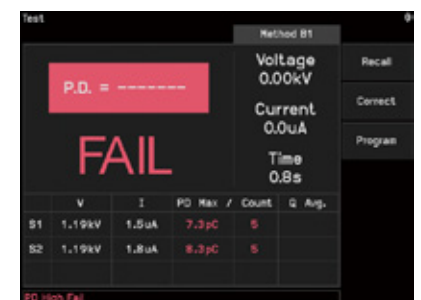 Test
Method B1
P.D. = -------
FAIL
Voltage
0.00kV
Current
0.0uA
Time
0.8s
Recall
Correct
Program
V I PD Max / Count Q Avg.
S1 1.19kV 1.5uA 7.3pC 5
S2 1.19kV 1.8uA 8.3pC 5
PD High Fail